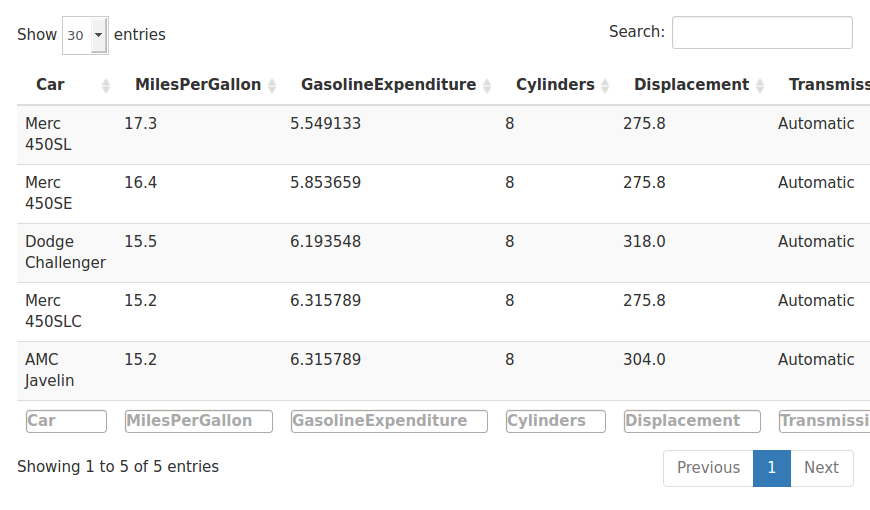 Show 30 entries Search:
Car MilesPerGallon GasolineExpenditure Cylinders Displacement Transmiss
Merc 450SL 17.3 5.549133 8 275.8 Automatic
Merc 450SE 16.4 5.853659 8 275.8 Automatic
Dodge Challenger 15.5 6.193548 8 318.0 Automatic
Merc 450SLC 15.2 6.315789 8 275.8 Automatic
AMC Javelin 15.2 6.315789 8 304.0 Automatic
Car MilesPerGallon GasolineExpenditure Cylinders Displacement Transmissi
Showing 1 to 5 of 5 entries Previous 1 Next